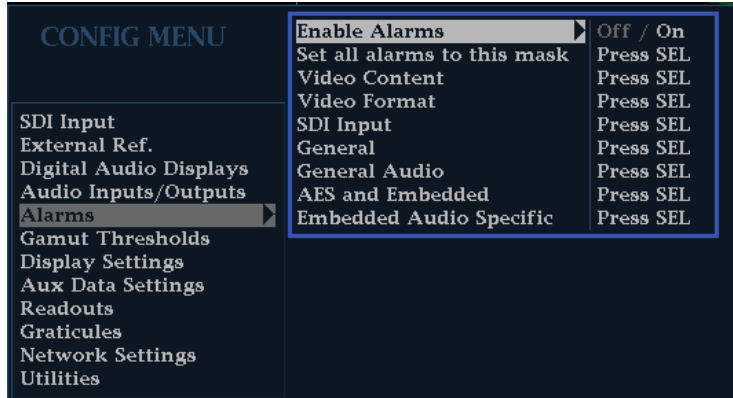 CONFIG MENU
SDI Input
External Ref.
Digital Audio Displays
Audio Inputs/Outputs
Alarms
Gamut Thresholds
Display Settings
Aux Data Settings
Readouts
Graticules
Network Settings
Utilities
Enable Alarms Off / On
Set all alarms to this mask Press SEL
Video Content Press SEL
Video Format Press SEL
SDI Input Press SEL
General Press SEL
General Audio Press SEL
AES and Embedded Press SEL
Embedded Audio Specific Press SEL